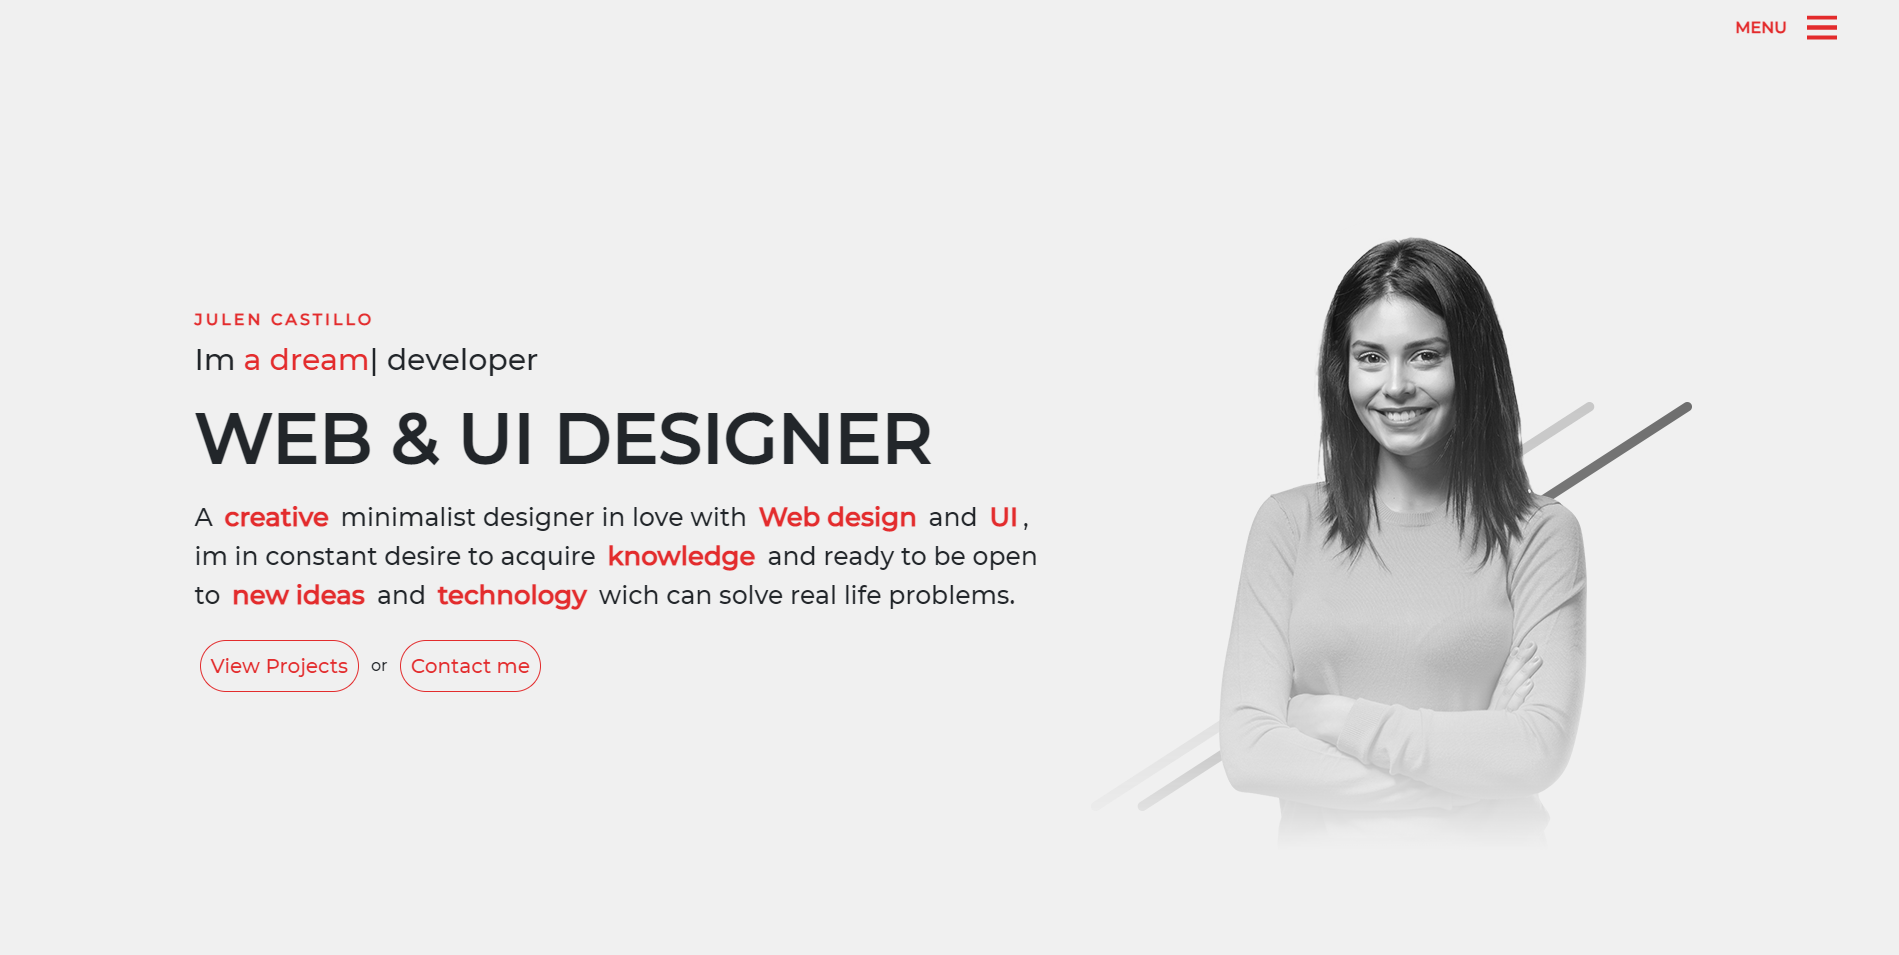 MENU
JULEN CASTILLO
Im a dream| developer
WEB & UI DESIGNER
A creative minimalist designer in love with Web design and UI ,
im in constant desire to acquire knowledge and ready to be open
to new ideas and technology wich can solve real life problems.
View Projects or Contact me